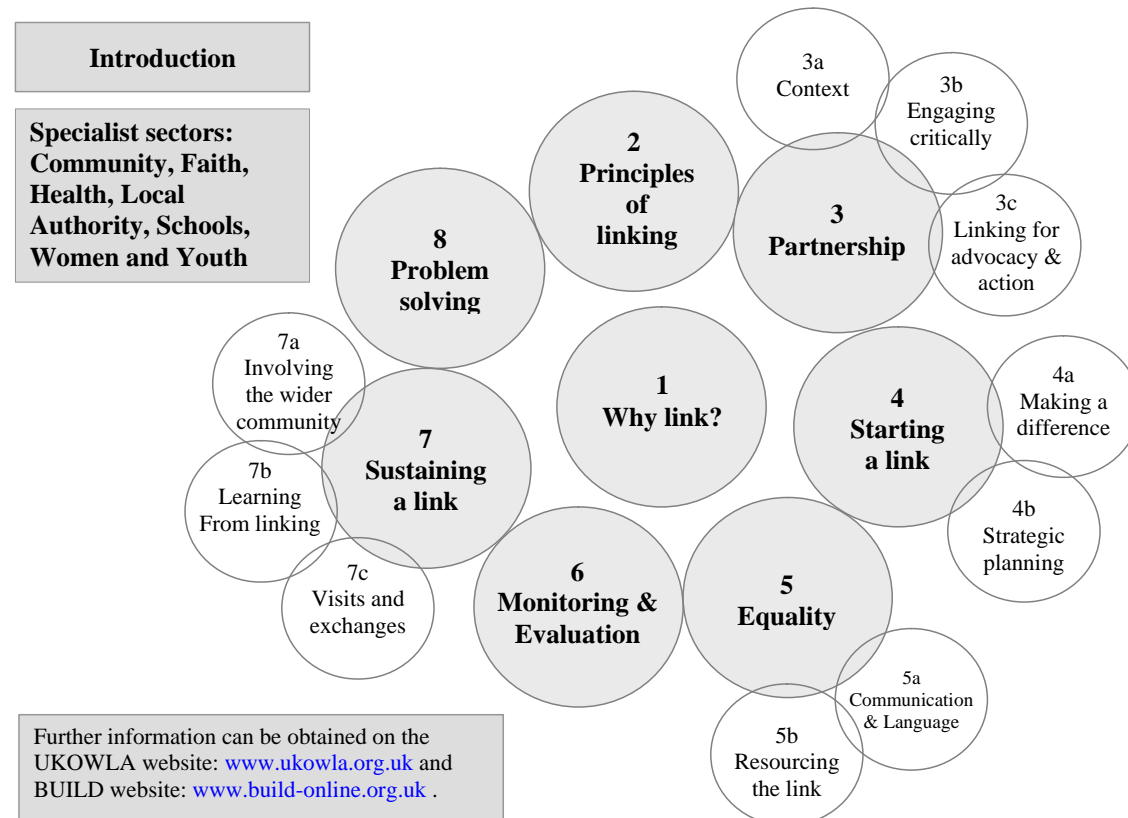 Introduction
Specialist sectors:
Community, Faith,
Health, Local
Authority, Schools,
Women and Youth
1
Why link?
2
Principles
of
linking
3
Partnership
3a
Context
3b
Engaging
critically
3c
Linking for
advocacy &
action
4
Starting
a link
4a
Making a
difference
4b
Strategic
planning
5
Equality
5a
Communication
& Language
5b
Resourcing
the link
6
Monitoring &
Evaluation
7
Sustaining
a link
7a
Involving
the wider
community
7b
Learning
From linking
7c
Visits and
exchanges
8
Problem
solving
Further information can be obtained on the
UKOWLA website: www.ukowla.org.uk and
BUILD website: www.build-online.org.uk .